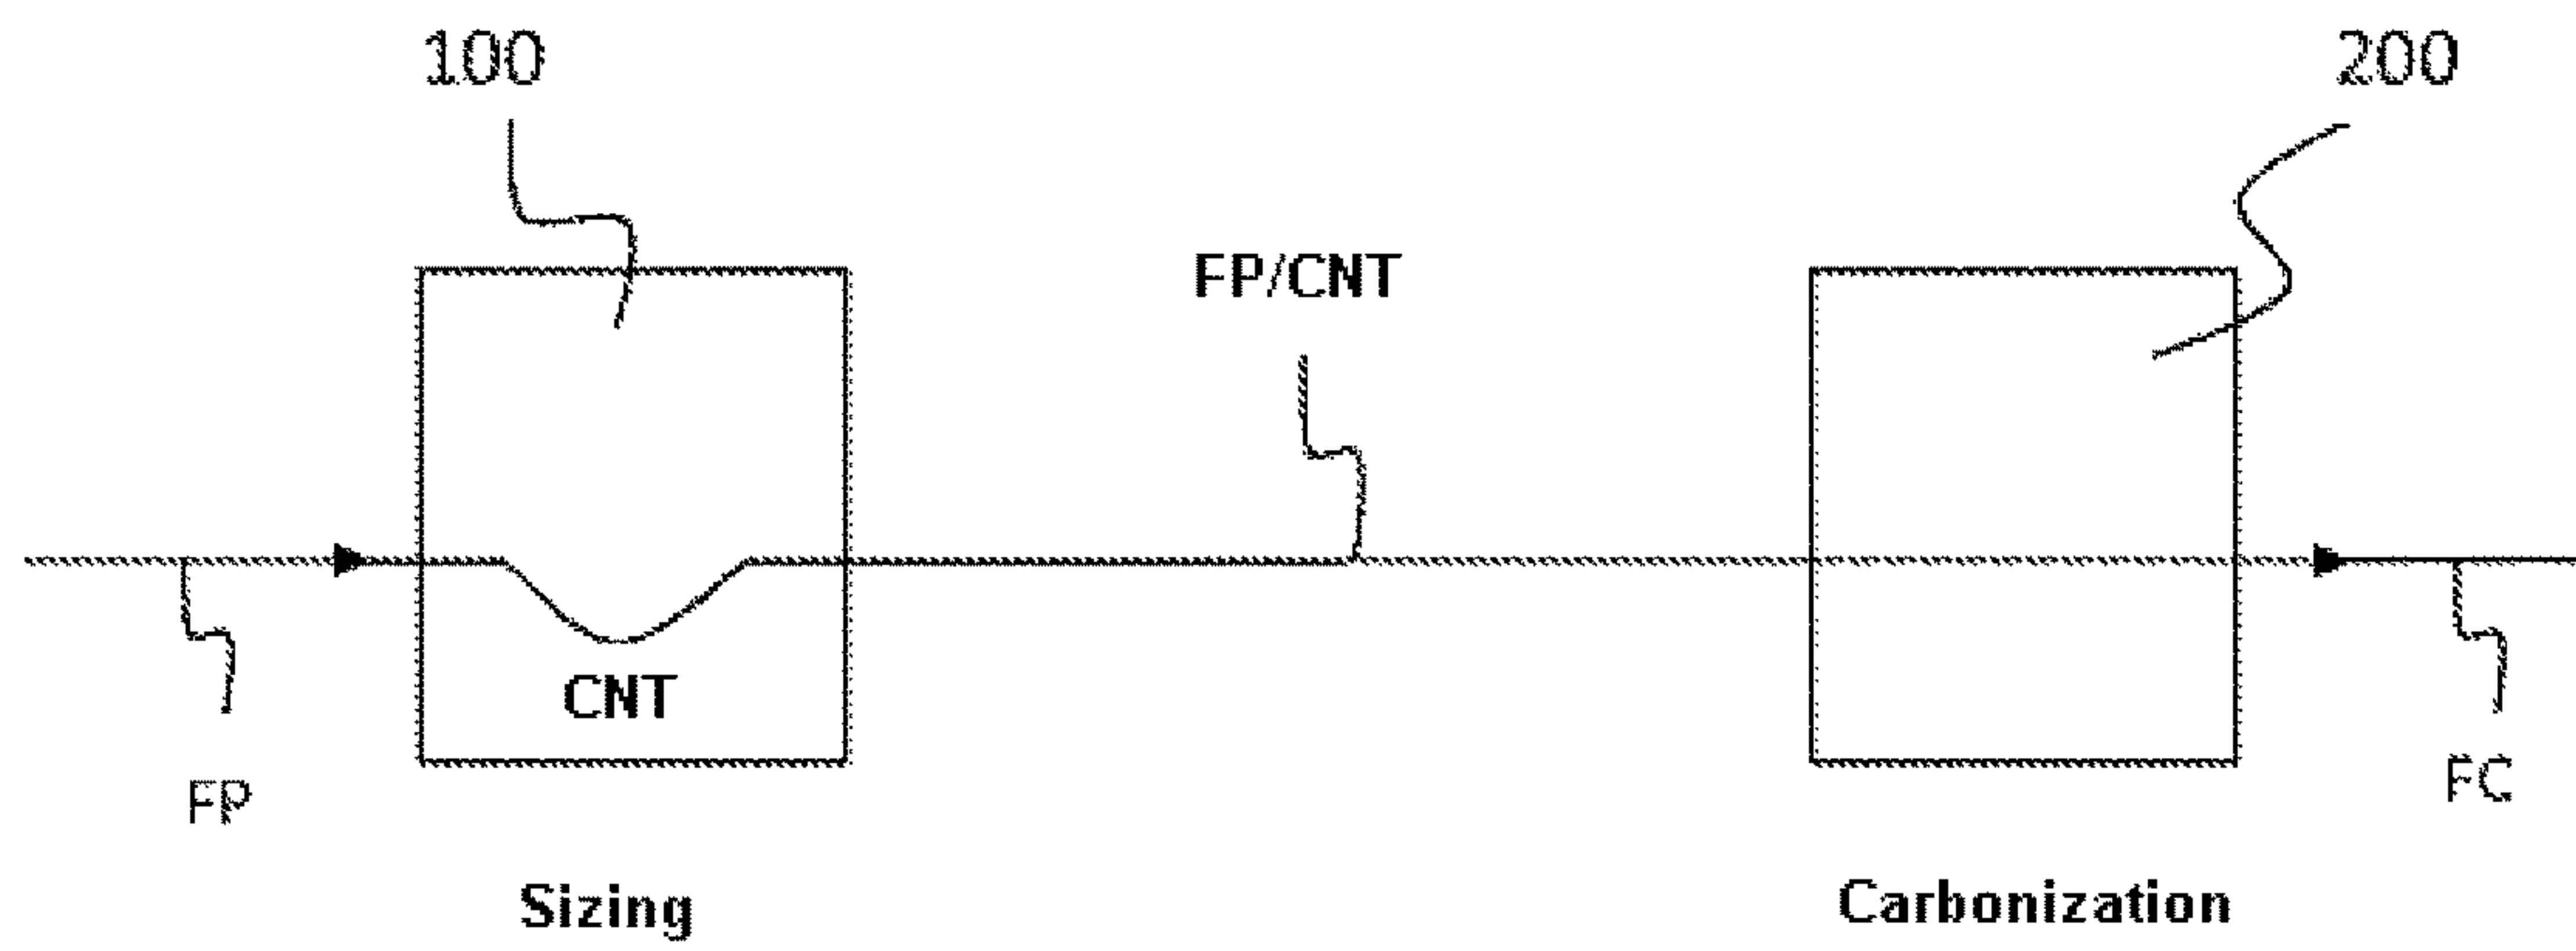 100
200
FP/CNT
CNT
FP
FC
Sizing
Carbonization